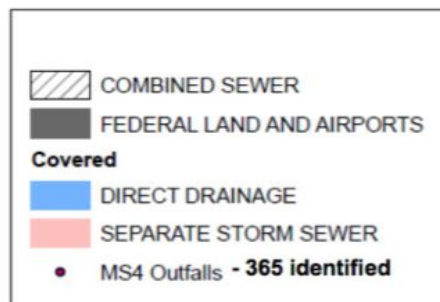 COMBINED SEWER
FEDERAL LAND AND AIRPORTS
Covered
DIRECT DRAINAGE
SEPARATE STORM SEWER
MS4 Outfalls - 365 identified